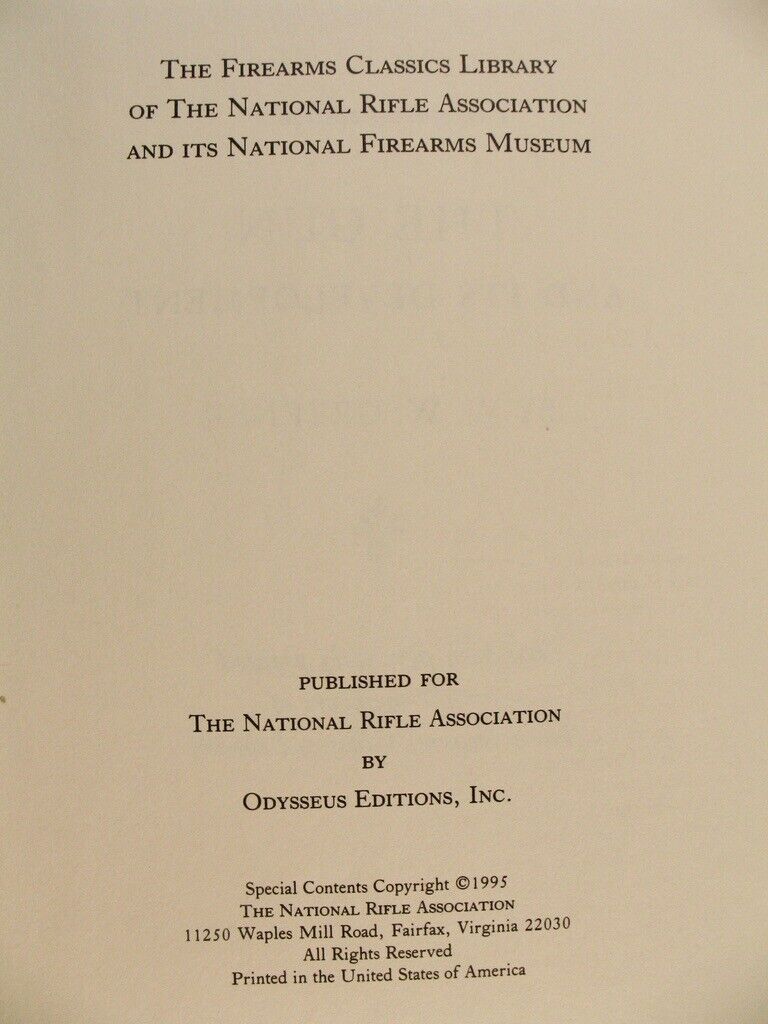 The Firearms Classics Library
of The National Rifle Association
and its National Firearms Museum
published for
The National Rifle Association
by
Odysseus Editions, Inc.
Special Contents Copyright ©1995
The National Rifle Association
11250 Waples Mill Road, Fairfax, Virginia 22030
All Rights Reserved
Printed in the United States of America